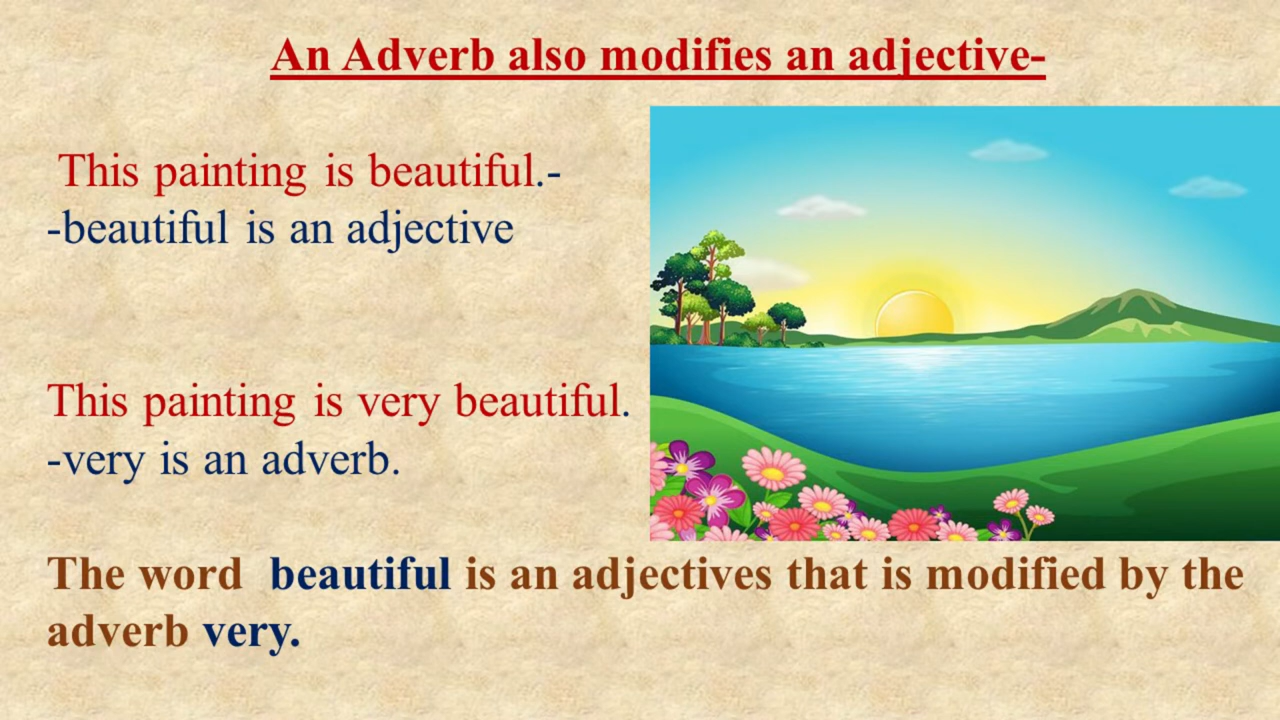 An Adverb also modifies an adjective-
This painting is beautiful.-
-beautiful is an adjective
This painting is very beautiful.
-very is an adverb.
The word beautiful is an adjectives that is modified by the
adverb very.